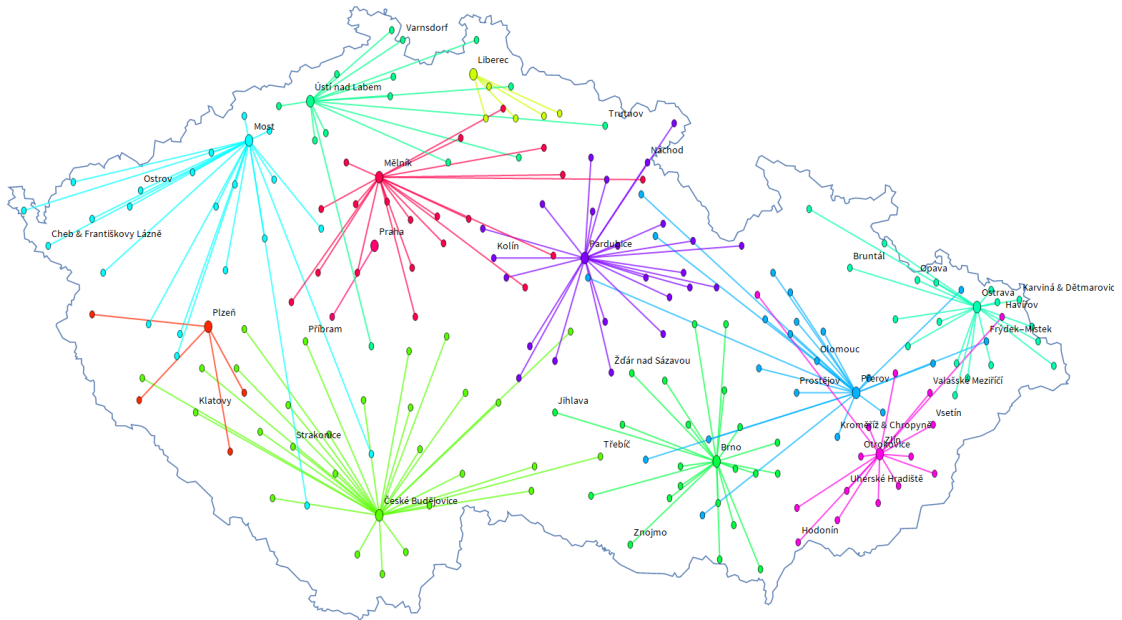 Varnsdorf
Liberec
Ústí nad Labem
Trutnov
Most
Náchod
Mělník
Ostrov
Cheb & Františkovy Lázně
Praha
Kolín
Pardubice
Bruntál
Opava
Karviná & Dětmarovice
Ostrava
Havířov
Plzeň
Příbram
Frýdek-Místek
Olomouc
Žďár nad Sázavou
Prostějov
Přerov
Valašské Meziříčí
Klatovy
Jihlava
Vsetín
Kroměříž & Chropyně
Strakonice
Třebíč
Brno
Zlín
Otrokovice
Uherské Hradiště
České Budějovice
Znojmo
Hodonín